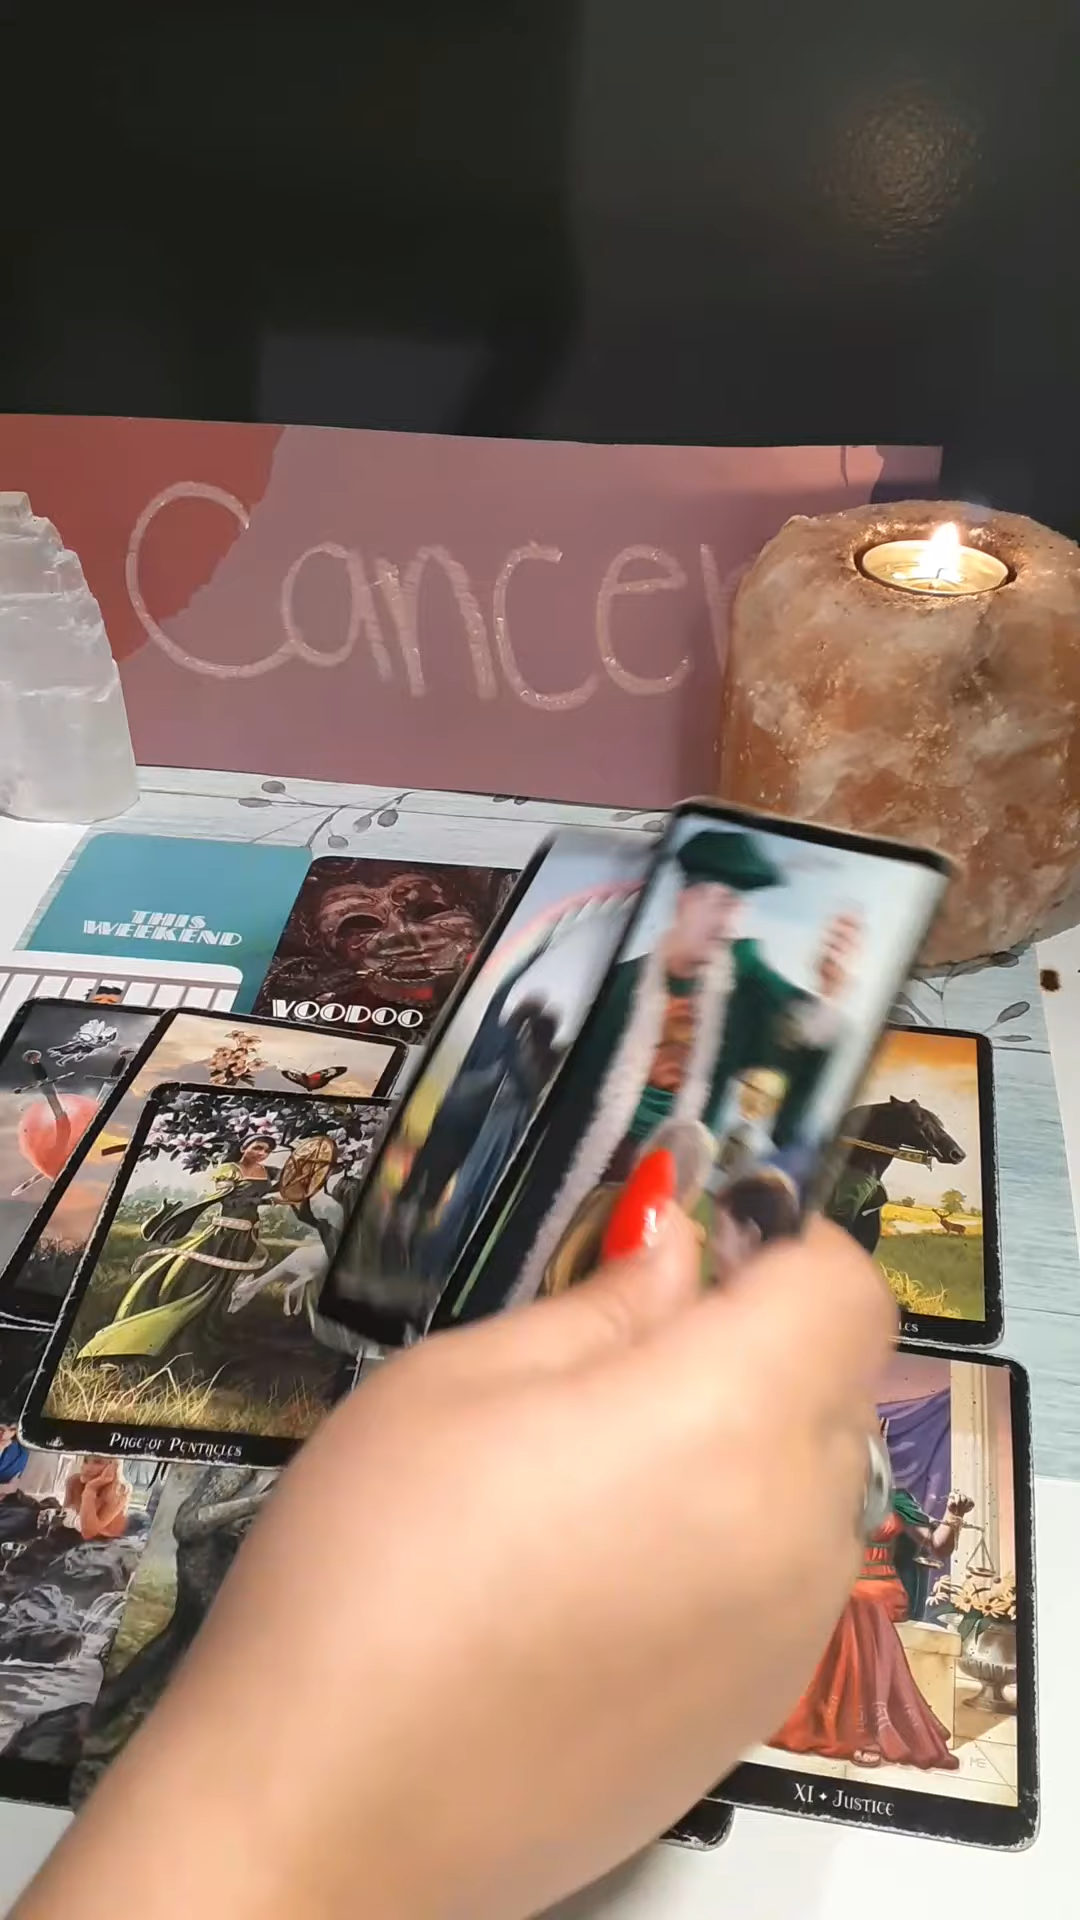 Cancer
THIS
WEEKEND
VOODOO
PAGE OF PENTACLES
XI • JUSTICE